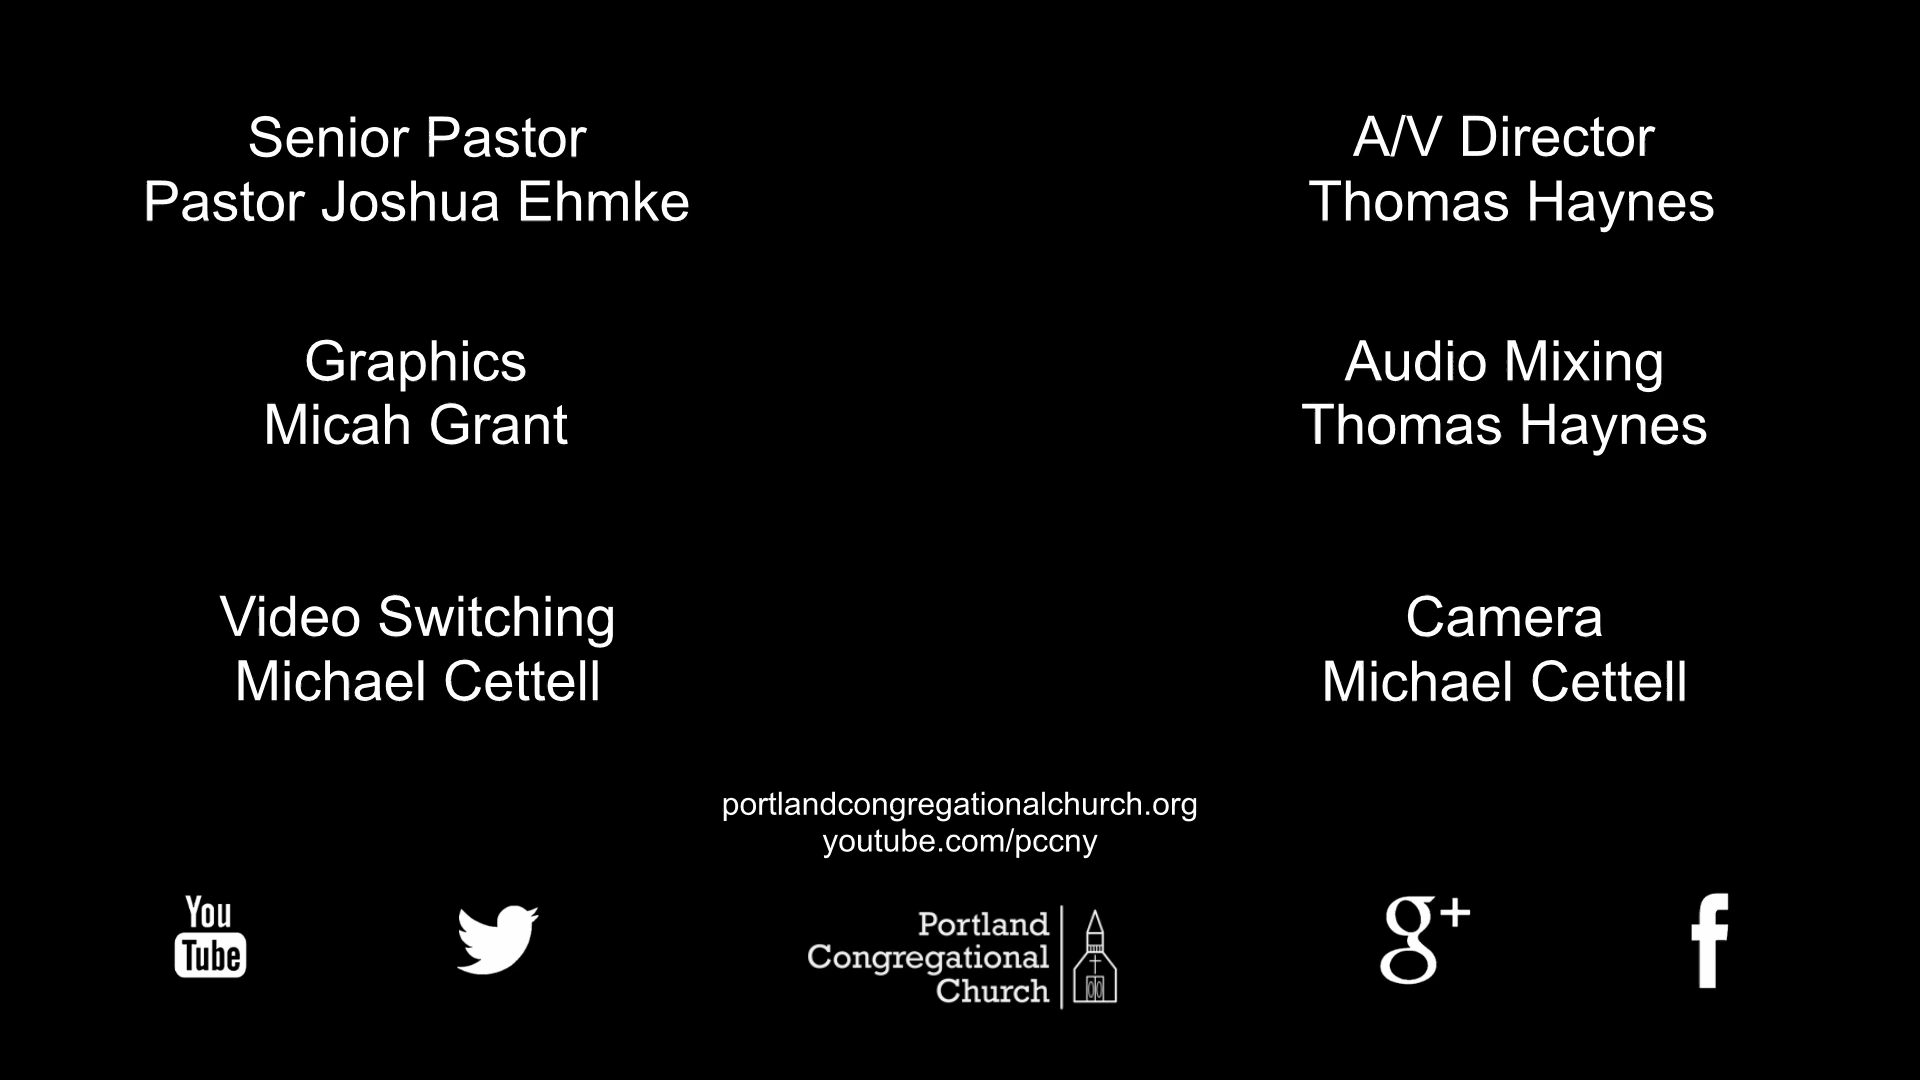 Senior Pastor
Pastor Joshua Ehmke
A/V Director
Thomas Haynes
Graphics
Micah Grant
Audio Mixing
Thomas Haynes
Video Switching
Michael Cettell
Camera
Michael Cettell
portlandcongregationalchurch.org
youtube.com/pccny
You
Tube
Portland
Congregational
Church
g+
f